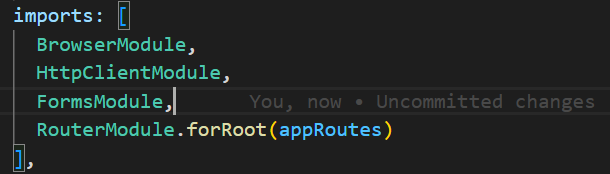 imports: [
BrowserModule,
HttpClientModule,
FormsModule, You, now • Uncommitted changes
RouterModule.forRoot(appRoutes)
],